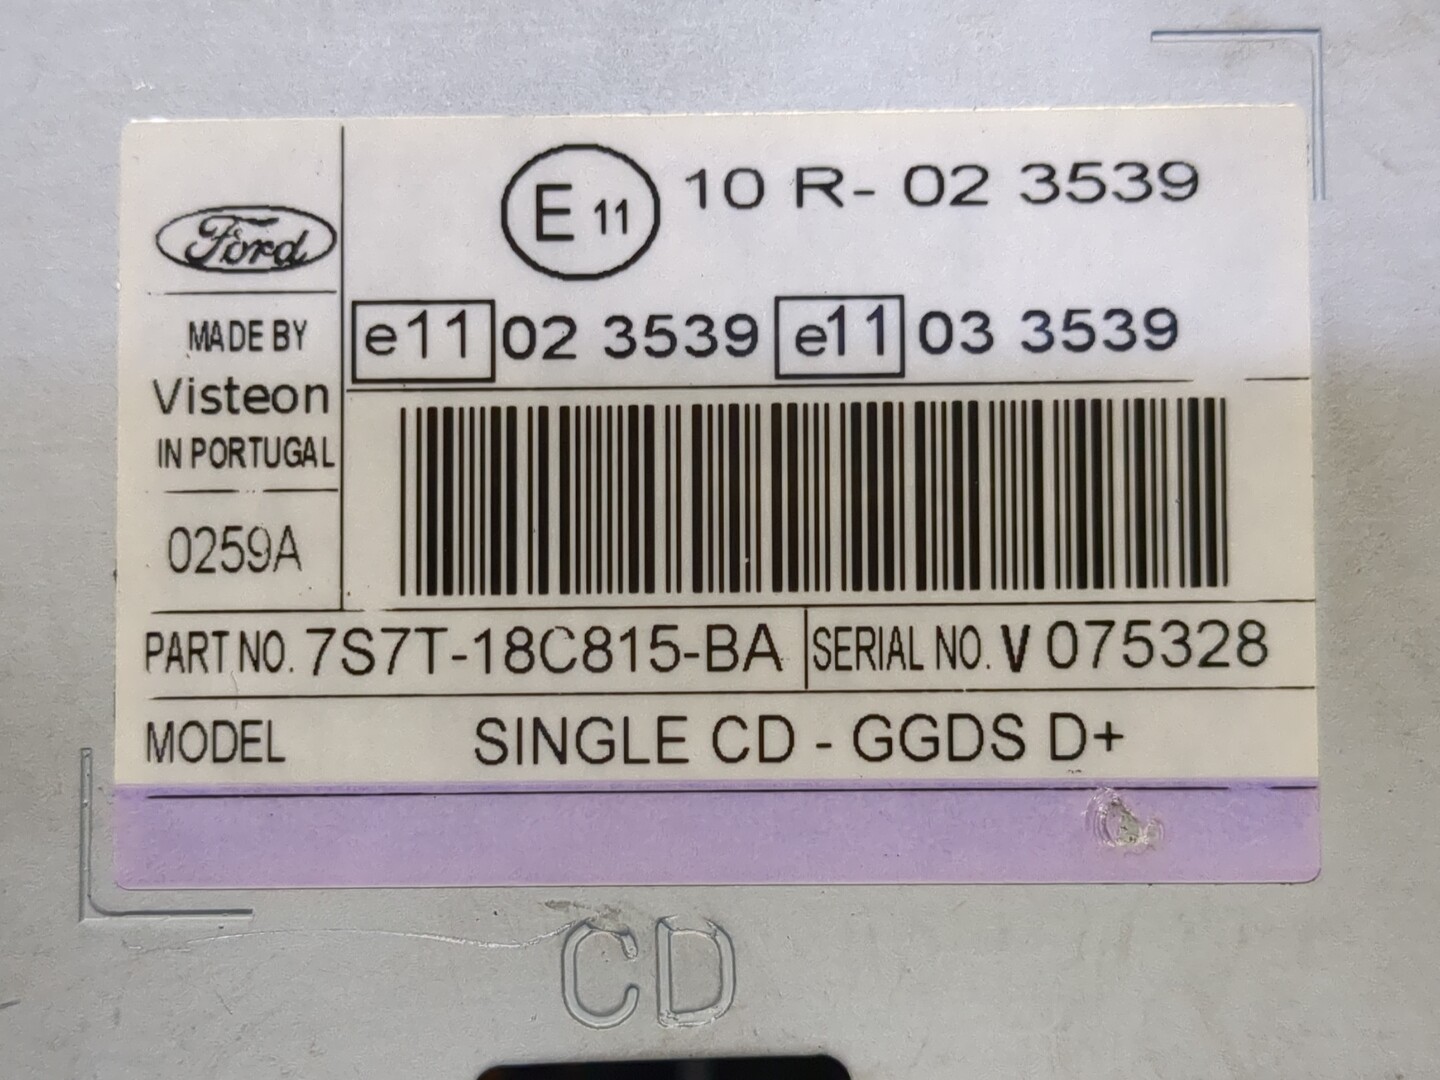 E 11 10 R- 02 3539
Ford
e11 02 3539 e11 03 3539
MADE BY
Visteon
IN PORTUGAL
0259A
PART NO. 7S7T-18C815-BA SERIAL NO. V 075328
MODEL SINGLE CD - GGDS D+
CD